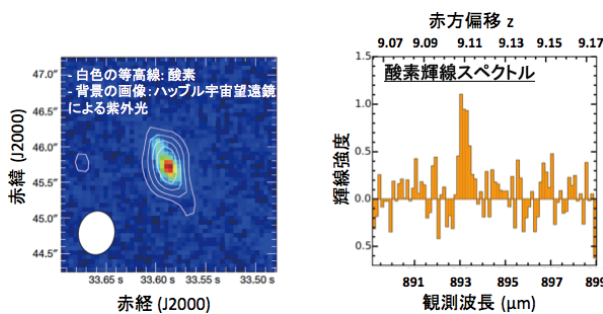 赤方偏移 z
9.07 9.09 9.11 9.13 9.15 9.17
- 白色の等高線: 酸素
- 背景の画像: ハッブル宇宙望遠鏡
による紫外光
赤緯 (J2000)
47.0"
46.5"
46.0"
45.5"
45.0"
44.5"
33.65 s 33.60 s 33.55 s 33.50 s
赤経 (J2000)
酸素輝線スペクトル
輝線強度
1.5
1.0
0.5
0.0
0.5
891 893 895 897 899
観測波長 (μm)